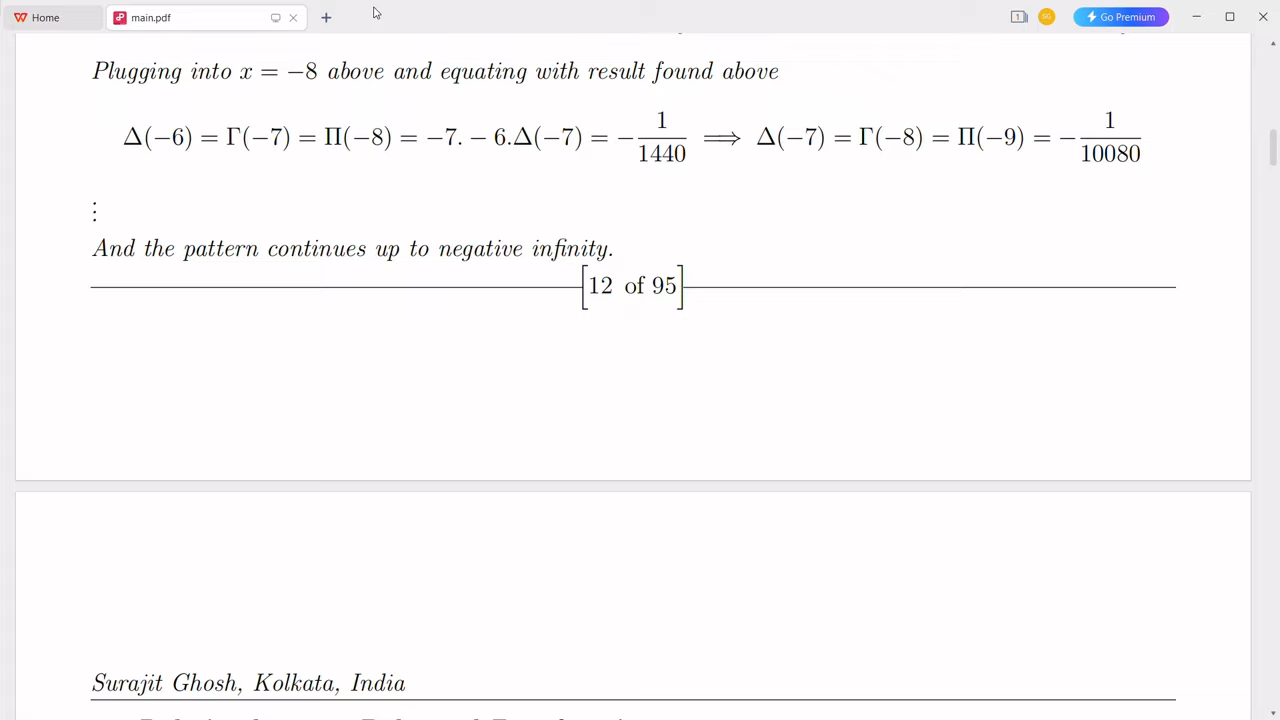 Home
main.pdf
1
SG
Go Premium
Plugging into x = −8 above and equating with result found above
Δ(−6) = Γ(−7) = Π(−8) = −7. − 6.Δ(−7) = −1/1440 ⟹ Δ(−7) = Γ(−8) = Π(−9) = −1/10080
⋮
And the pattern continues up to negative infinity.
[12 of 95]
Surajit Ghosh, Kolkata, India